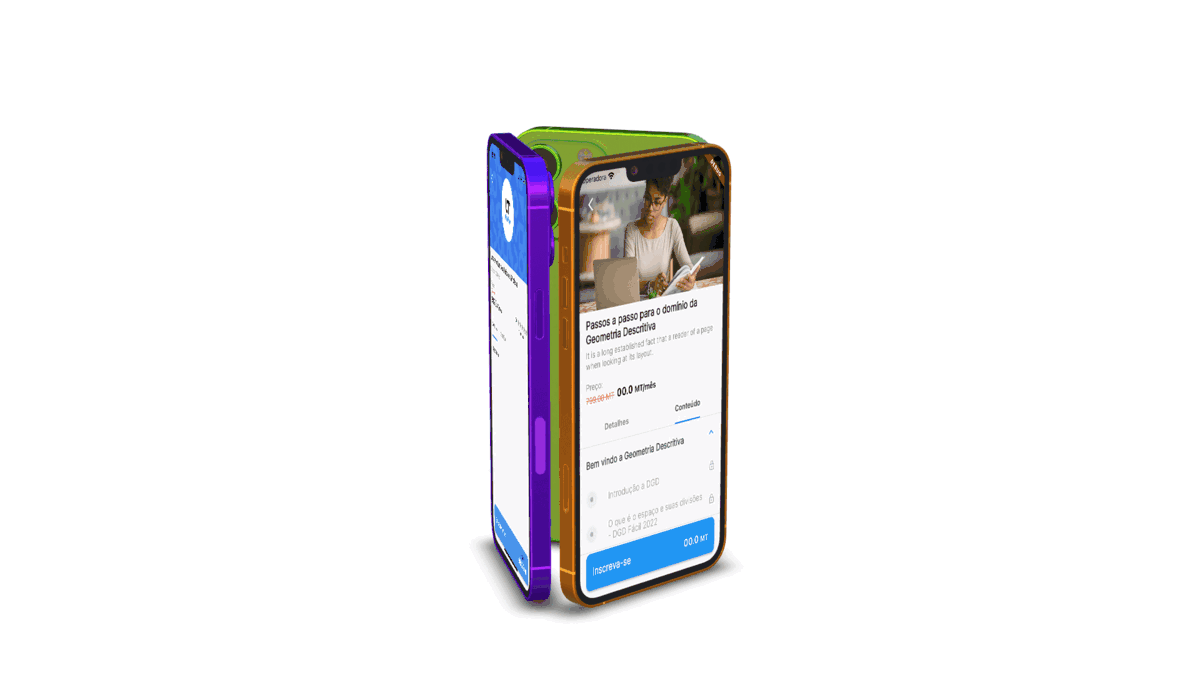 operadora
Passos a passo para o domínio da
Geometria Descritiva
It is a long established fact that a reader of a page
when looking at its layout.
Preço:
799.00 MT 00.0 MT/mês
Detalhes Conteúdo
Bem vindo a Geometria Descritiva
Introdução a DGD
O que é o espaço e suas divisões
- DGD Fácil 2022
Inscreva-se 00.0 MT